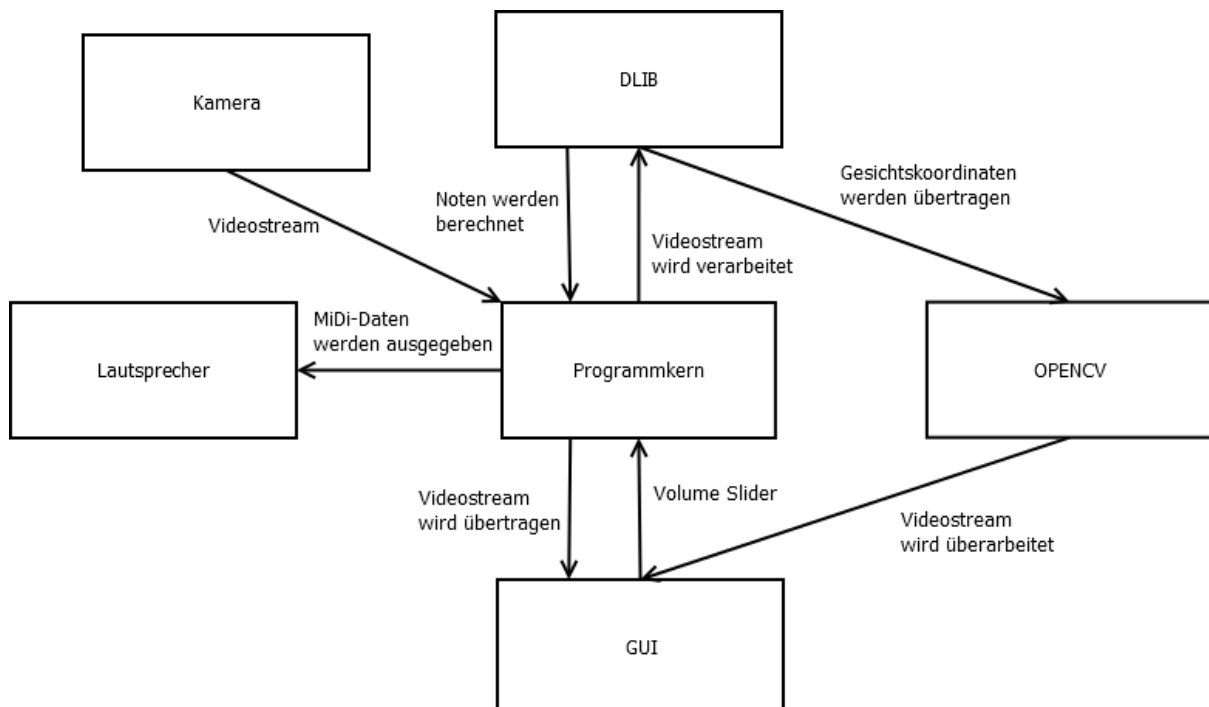 DLIB
Kamera
Gesichtskoordinaten
werden übertragen
Noten werden
berechnet
Videostream
Videostream
wird verarbeitet
MiDi-Daten
werden ausgegeben
Lautsprecher
Programmkern
OPENCV
Videostream
wird übertragen
Volume Slider
Videostream
wird überarbeitet
GUI